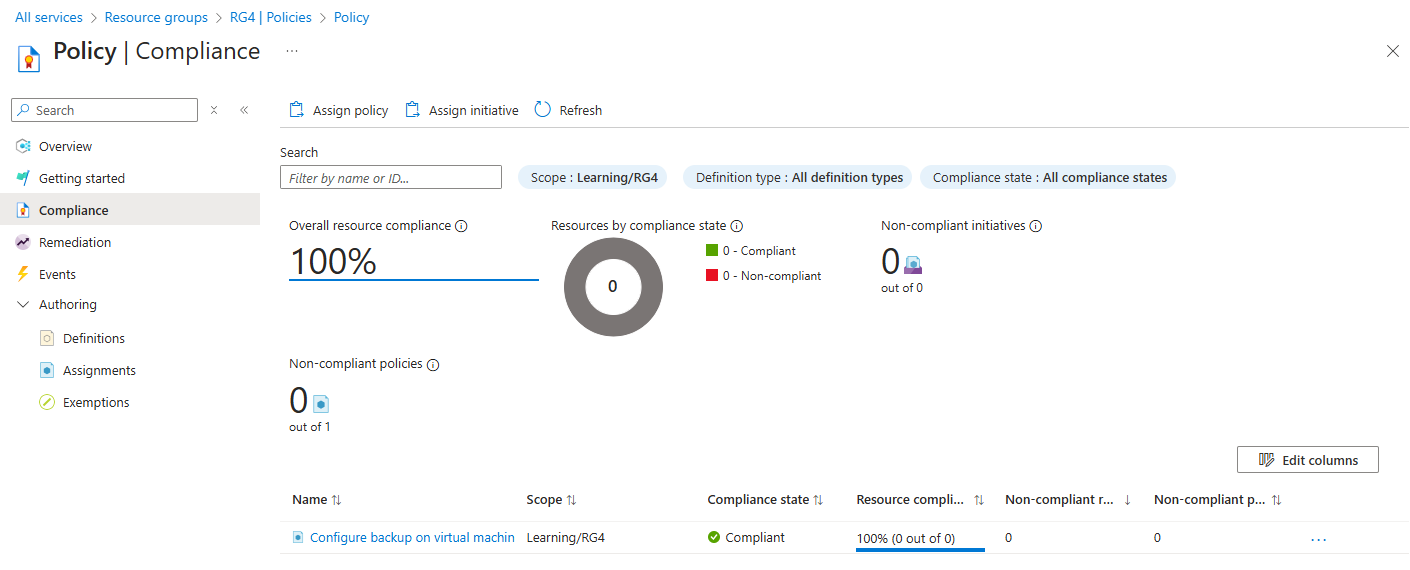 All services > Resource groups > RG4 | Policies > Policy
Policy | Compliance ...
Search
Overview
Getting started
Compliance
Remediation
Events
Authoring
Definitions
Assignments
Exemptions
Assign policy Assign initiative Refresh
Search
Filter by name or ID... Scope : Learning/RG4 Definition type : All definition types Compliance state : All compliance states
Overall resource compliance
100%
Resources by compliance state
0
0 - Compliant
0 - Non-compliant
Non-compliant initiatives
0
out of 0
Non-compliant policies
0
out of 1
Edit columns
Name Scope Compliance state Resource compli... Non-compliant r... Non-compliant p...
Configure backup on virtual machin Learning/RG4 Compliant 100% (0 out of 0) 0 0 ...